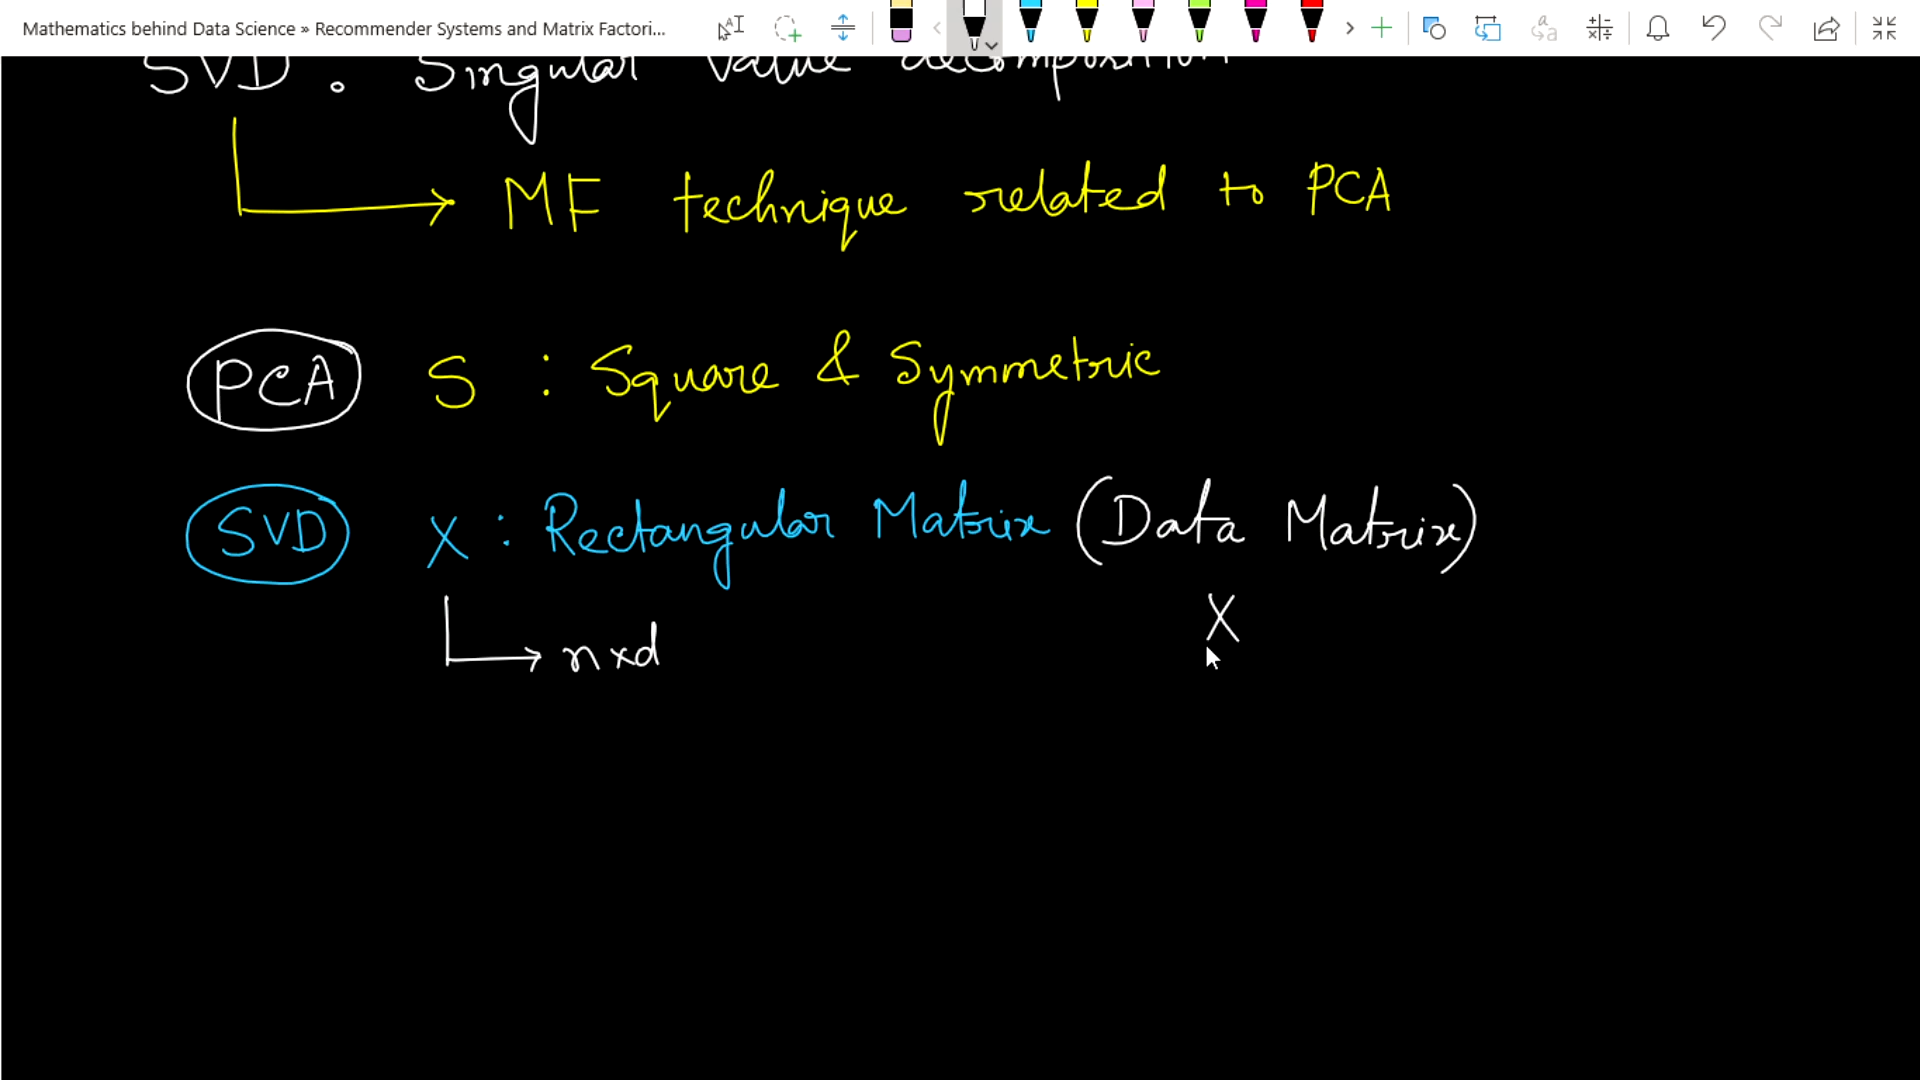 Mathematics behind Data Science » Recommender Systems and Matrix Factori...
SVD : Singular value decomposition
MF technique related to PCA
PCA S : Square & Symmetric
SVD X : Rectangular Matrix (Data Matrix)
n x d X